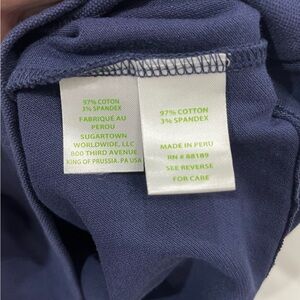 97% COTTON
3% SPANDEX
FABRIQUÉ AU
PEROU
SUGARTOWN
WORLDWIDE, LLC
800 THIRD AVENUE
KING OF PRUSSIA, PA USA
97% COTTON
3% SPANDEX
MADE IN PERU
RN # 88189
SEE REVERSE
FOR CARE